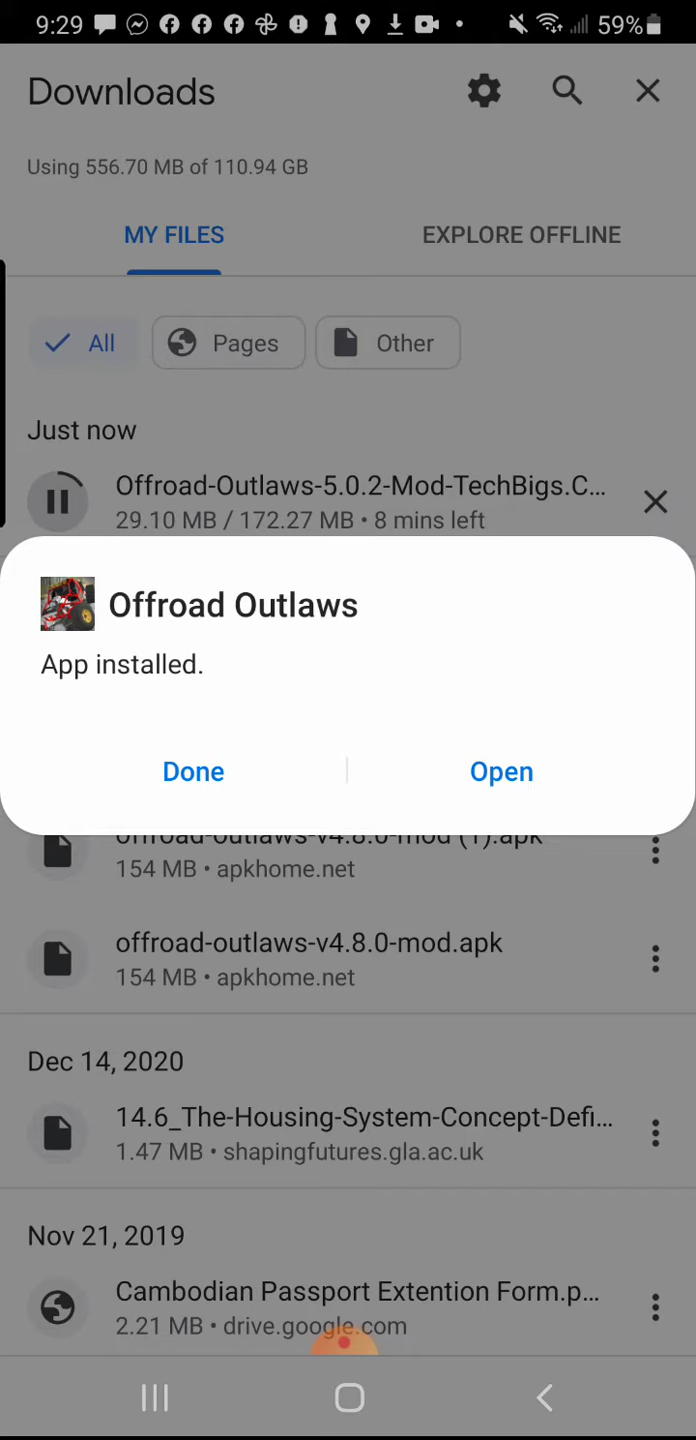 9:29
59%
Downloads
Using 556.70 MB of 110.94 GB
MY FILES
EXPLORE OFFLINE
All
Pages
Other
Just now
Offroad-Outlaws-5.0.2-Mod-TechBigs.C...
29.10 MB / 172.27 MB • 8 mins left
Offroad Outlaws
App installed.
Done
Open
offroad-outlaws-v4.8.0-mod (1).apk
154 MB • apkhome.net
offroad-outlaws-v4.8.0-mod.apk
154 MB • apkhome.net
Dec 14, 2020
14.6_The-Housing-System-Concept-Defi...
1.47 MB • shapingfutures.gla.ac.uk
Nov 21, 2019
Cambodian Passport Extention Form.p...
2.21 MB • drive.google.com